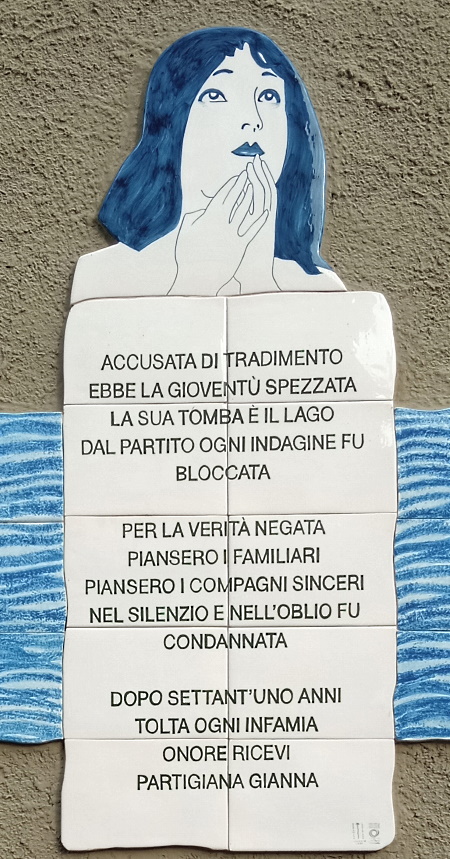 ACCUSATA DI TRADIMENTO
EBBE LA GIOVENTÙ SPEZZATA
LA SUA TOMBA È IL LAGO
DAL PARTITO OGNI INDAGINE FU
BLOCCATA
PER LA VERITÀ NEGATA
PIANSERO I FAMILIARI
PIANSERO I COMPAGNI SINCERI
NEL SILENZIO E NELL'OBLIO FU
CONDANNATA
DOPO SETTANT'UNO ANNI
TOLTA OGNI INFAMIA
ONORE RICEVI
PARTIGIANA GIANNA